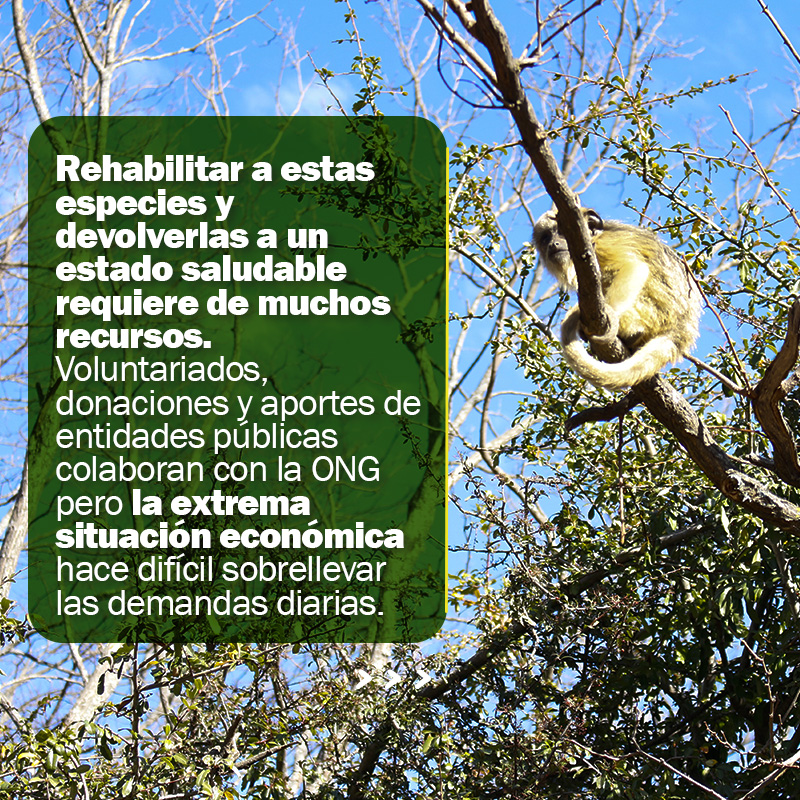 Rehabilitar a estas
especies y
devolverlas a un
estado saludable
requiere de muchos
recursos.
Voluntariados,
donaciones y aportes de
entidades públicas
colaboran con la ONG
pero la extrema
situación económica
hace difícil sobrellevar
las demandas diarias.